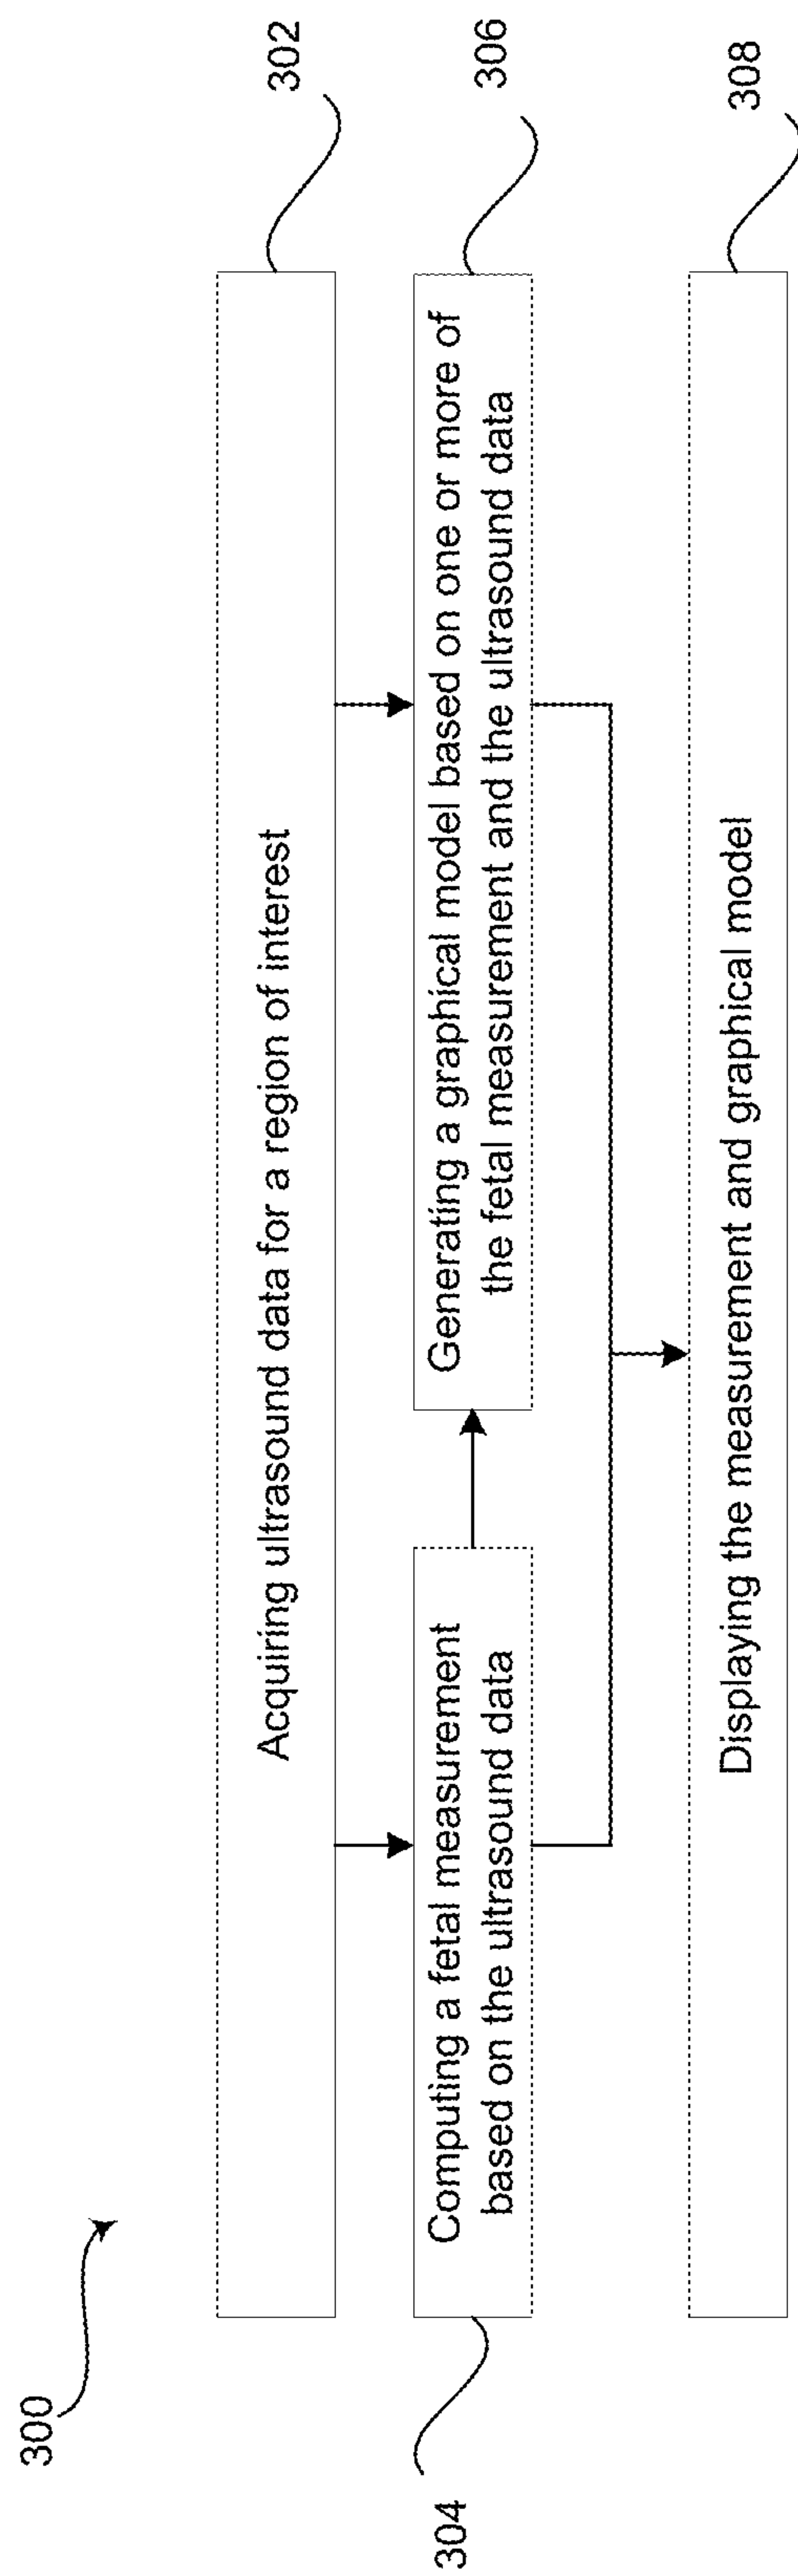 300
302
Acquiring ultrasound data for a region of interest
304
Computing a fetal measurement
based on the ultrasound data
306
Generating a graphical model based on one or more of
the fetal measurement and the ultrasound data
308
Displaying the measurement and graphical model